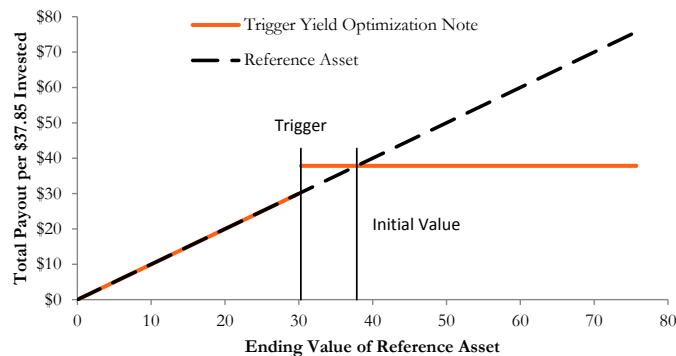 $80
$70
$60
$50
$40
$30
$20
$10
$0
Total Payout per $37.85 Invested
Trigger Yield Optimization Note
Reference Asset
Trigger
Initial Value
0 10 20 30 40 50 60 70 80
Ending Value of Reference Asset